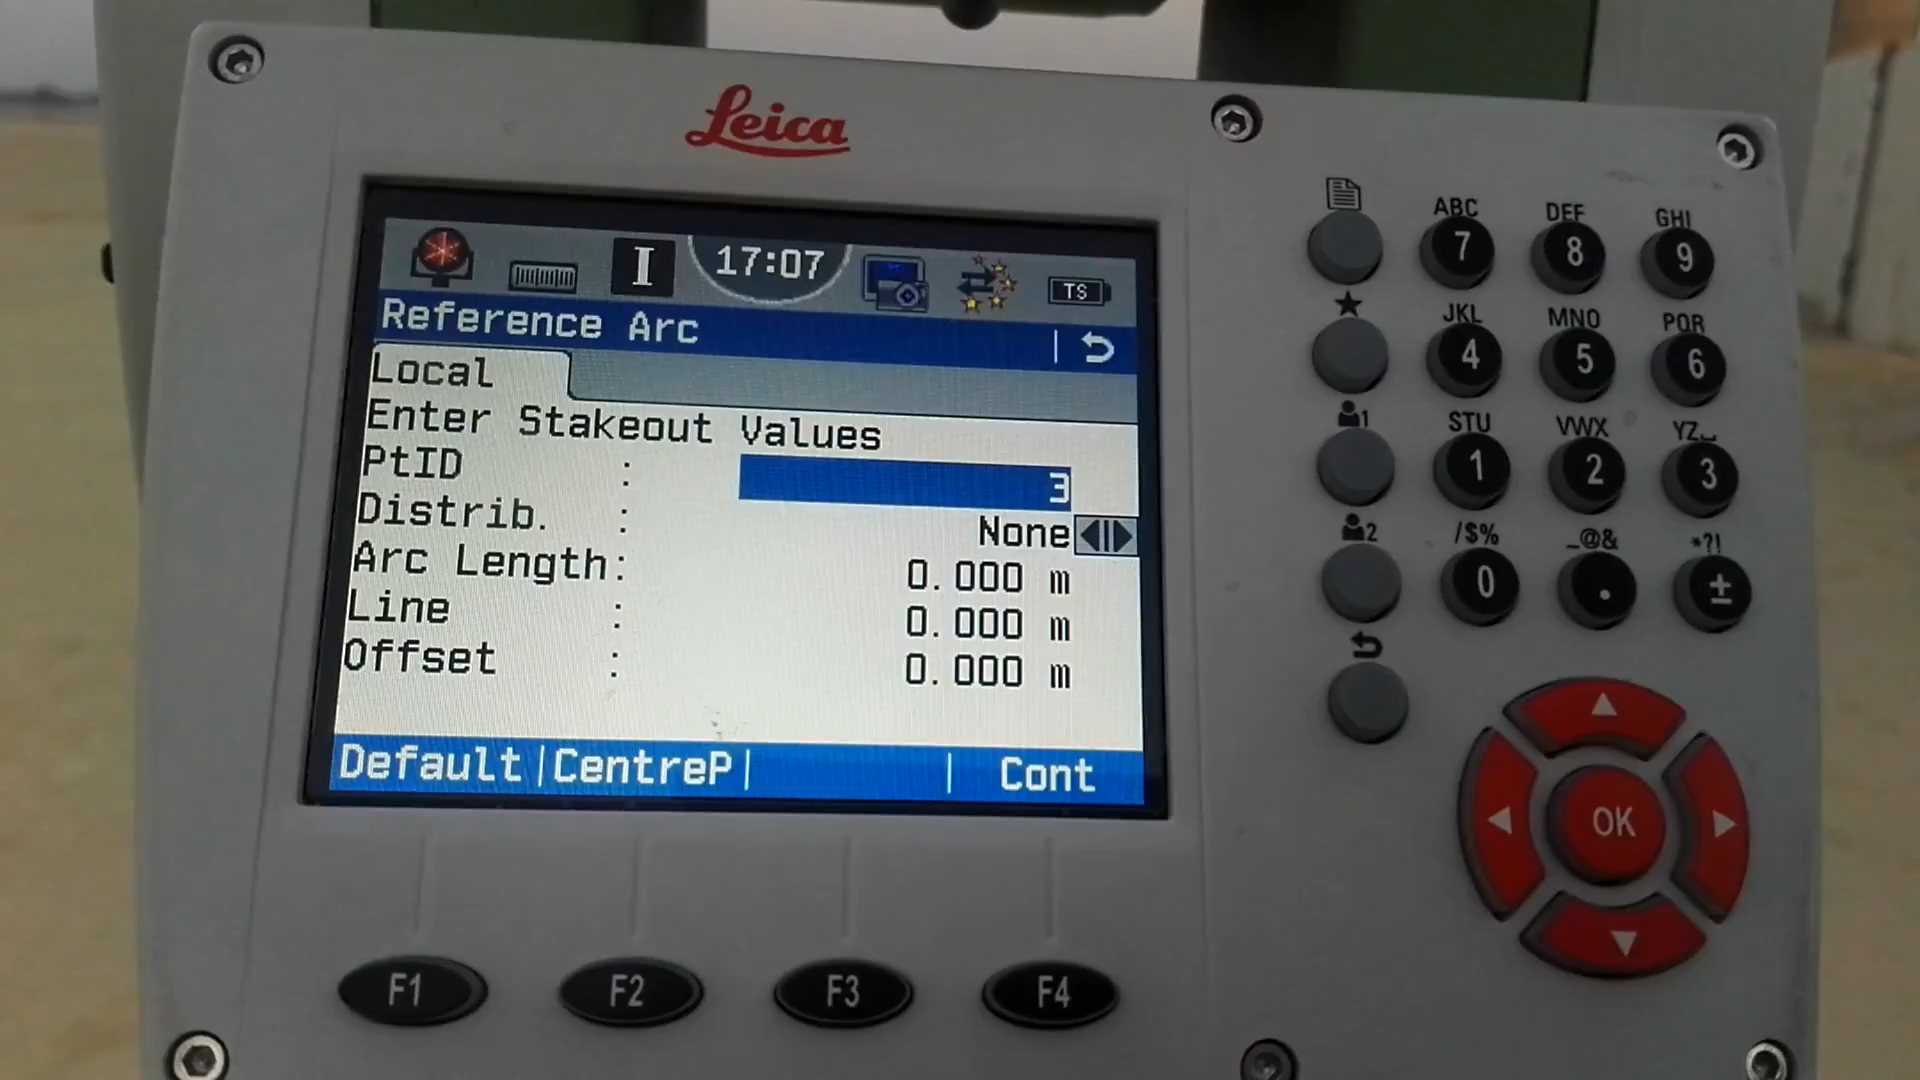 Leica
I 17:07 TS
Reference Arc
Local
Enter Stakeout Values
PtID : 3
Distrib. : None
Arc Length: 0.000 m
Line : 0.000 m
Offset : 0.000 m
Default | CentreP | | Cont
F1 F2 F3 F4
ABC DEF GHI
7 8 9
JKL MNO PQR
4 5 6
1 STU VWX YZ
1 2 3
2 /$% _@& *?!
0 . ±
OK